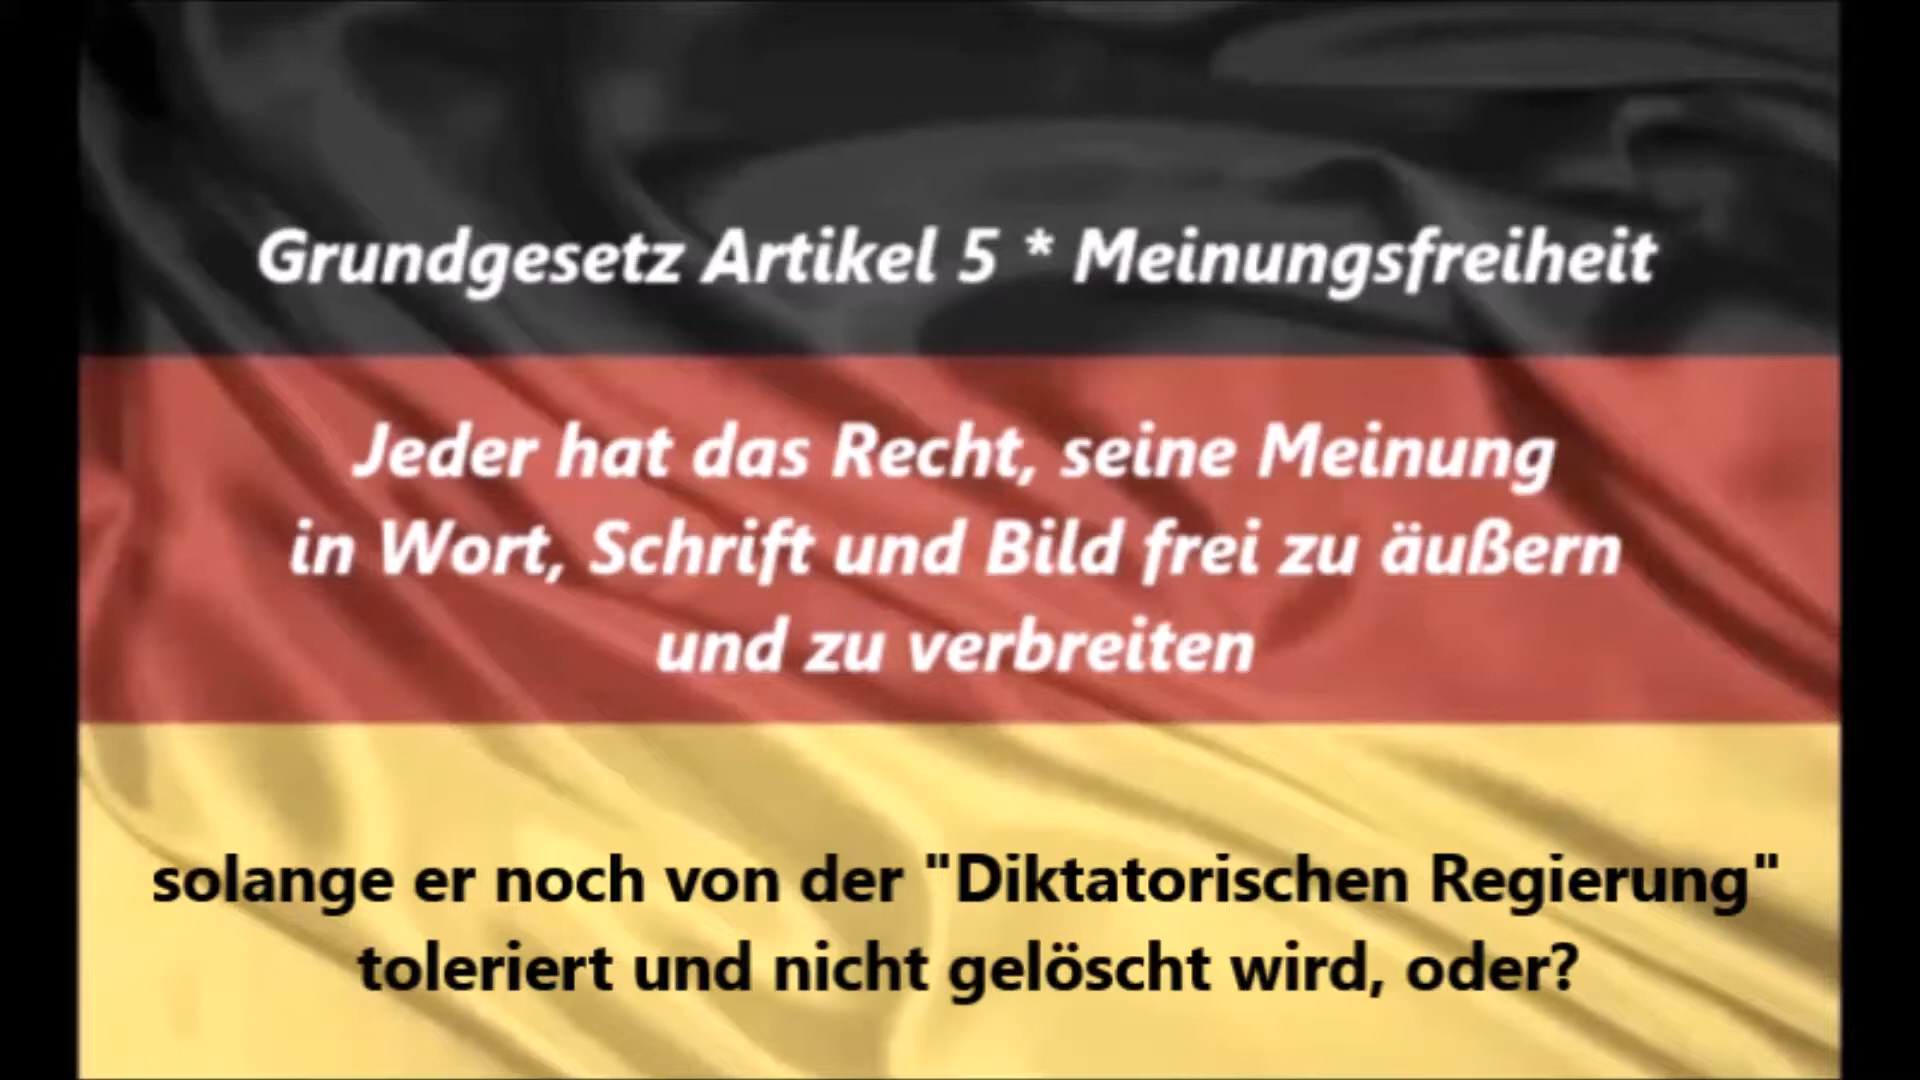 Grundgesetz Artikel 5 * Meinungsfreiheit
Jeder hat das Recht, seine Meinung
in Wort, Schrift und Bild frei zu äußern
und zu verbreiten
solange er noch von der "Diktatorischen Regierung"
toleriert und nicht gelöscht wird, oder?